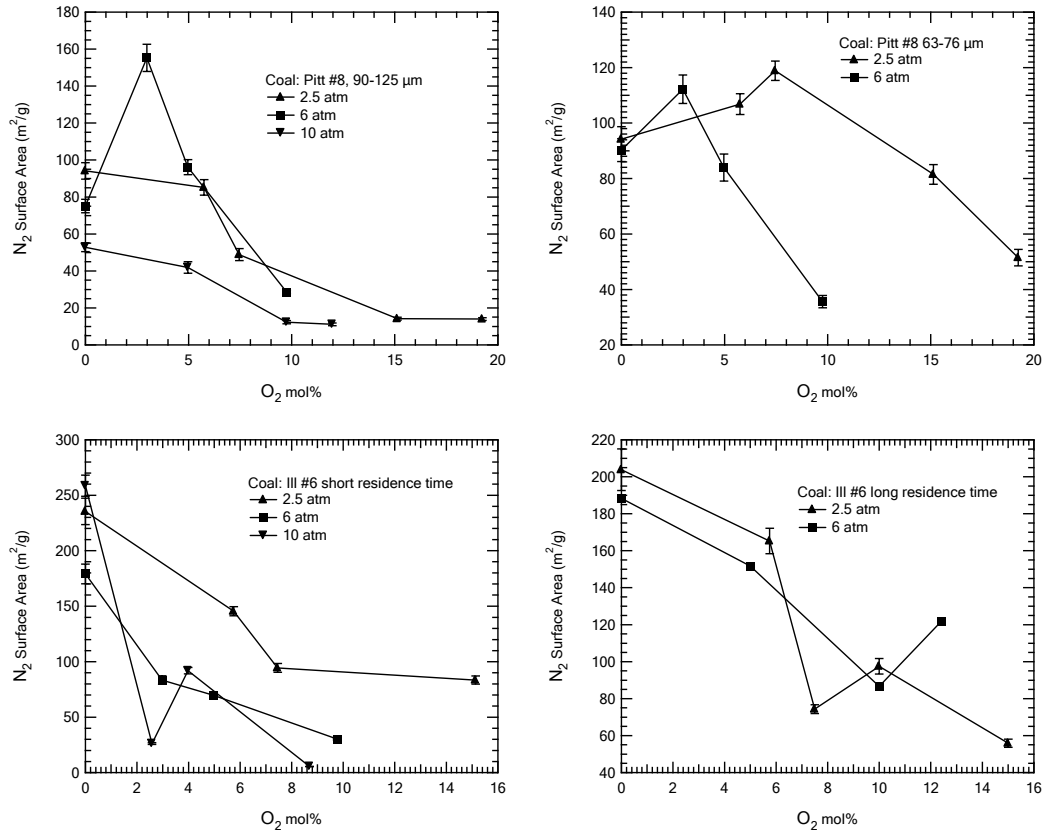 160
140
120
100
80
60
40
20
0
180
N₂ Surface Area (m²/g)
Coal: Pitt #8, 90-125 µm
2.5 atm
6 atm
10 atm
0 5 10 15 20
O₂ mol%
140
120
100
80
60
40
20
N₂ Surface Area (m²/g)
Coal: Pitt #8 63-76 µm
2.5 atm
6 atm
0 5 10 15 20
O₂ mol%
300
250
200
150
100
50
0
N₂ Surface Area (m²/g)
Coal: Ill #6 short residence time
2.5 atm
6 atm
10 atm
0 2 4 6 8 10 12 14 16
O₂ mol%
220
200
180
160
140
120
100
80
60
40
N₂ Surface Area (m²/g)
Coal: Ill #6 long residence time
2.5 atm
6 atm
0 2 4 6 8 10 12 14 16
O₂ mol%